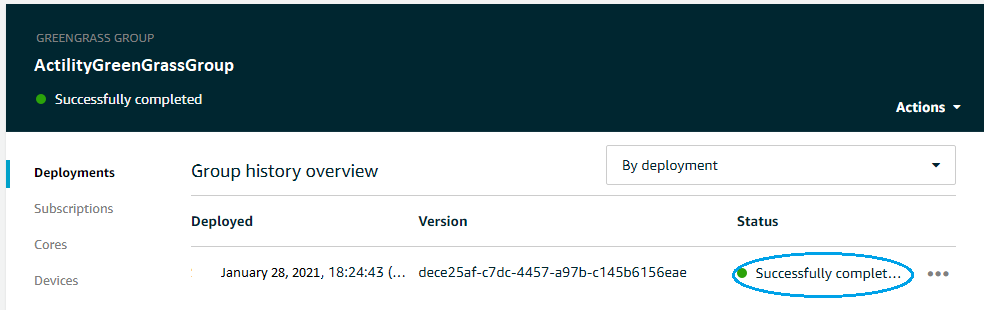 GREENGRASS GROUP
ActilityGreenGrassGroup
Successfully completed
Actions
Deployments
Group history overview
By deployment
Subscriptions
Deployed Version Status
Cores
January 28, 2021, 18:24:43 (... dece25af-c7dc-4457-a97b-c145b6156eae Successfully complet...
Devices